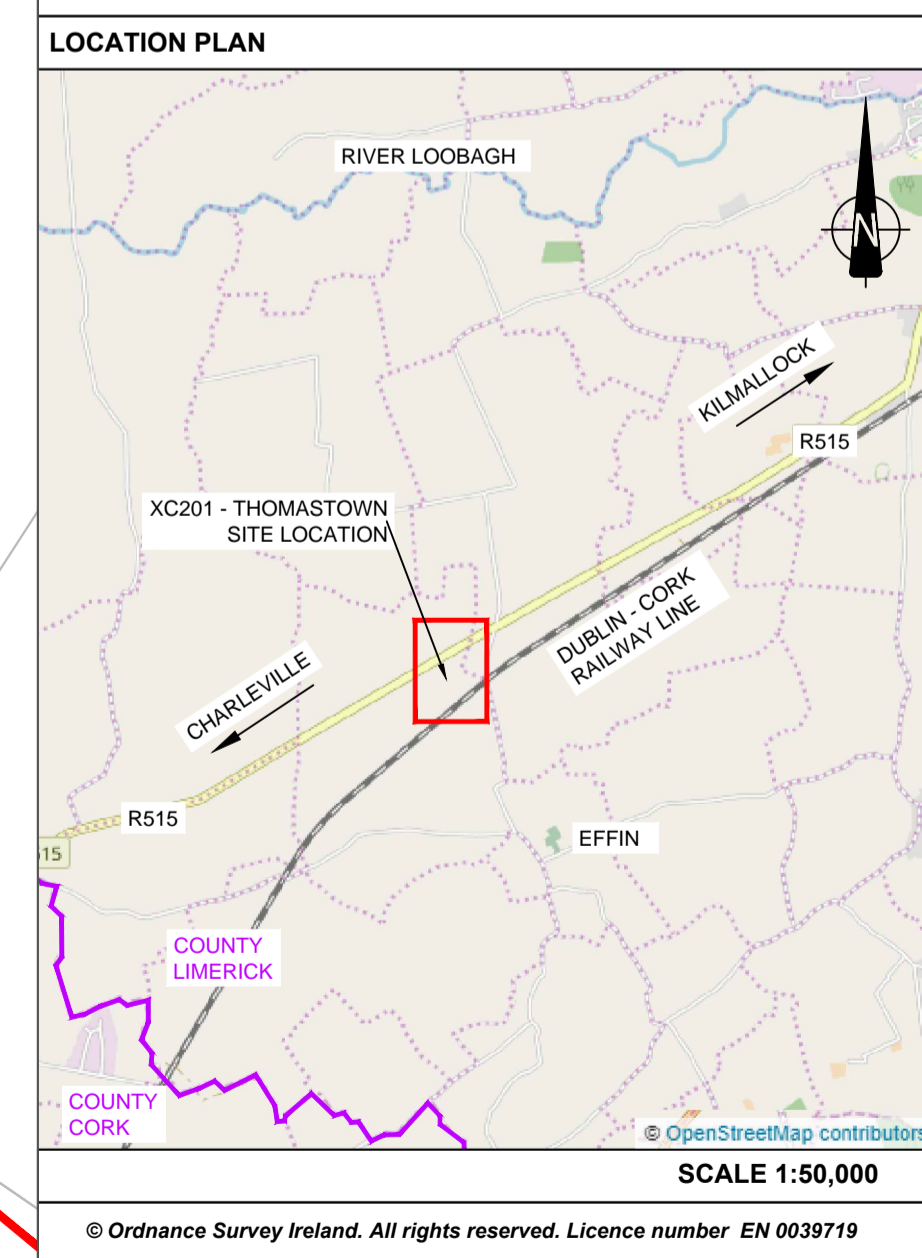 LOCATION PLAN
RIVER LOOBAGH
N
KILMALLOCK
R515
XC201 - THOMASTOWN
SITE LOCATION
DUBLIN - CORK
RAILWAY LINE
CHARLEVILLE
R515
15
EFFIN
COUNTY
LIMERICK
COUNTY
CORK
© OpenStreetMap contributors
SCALE 1:50,000
© Ordnance Survey Ireland. All rights reserved. Licence number EN 0039719